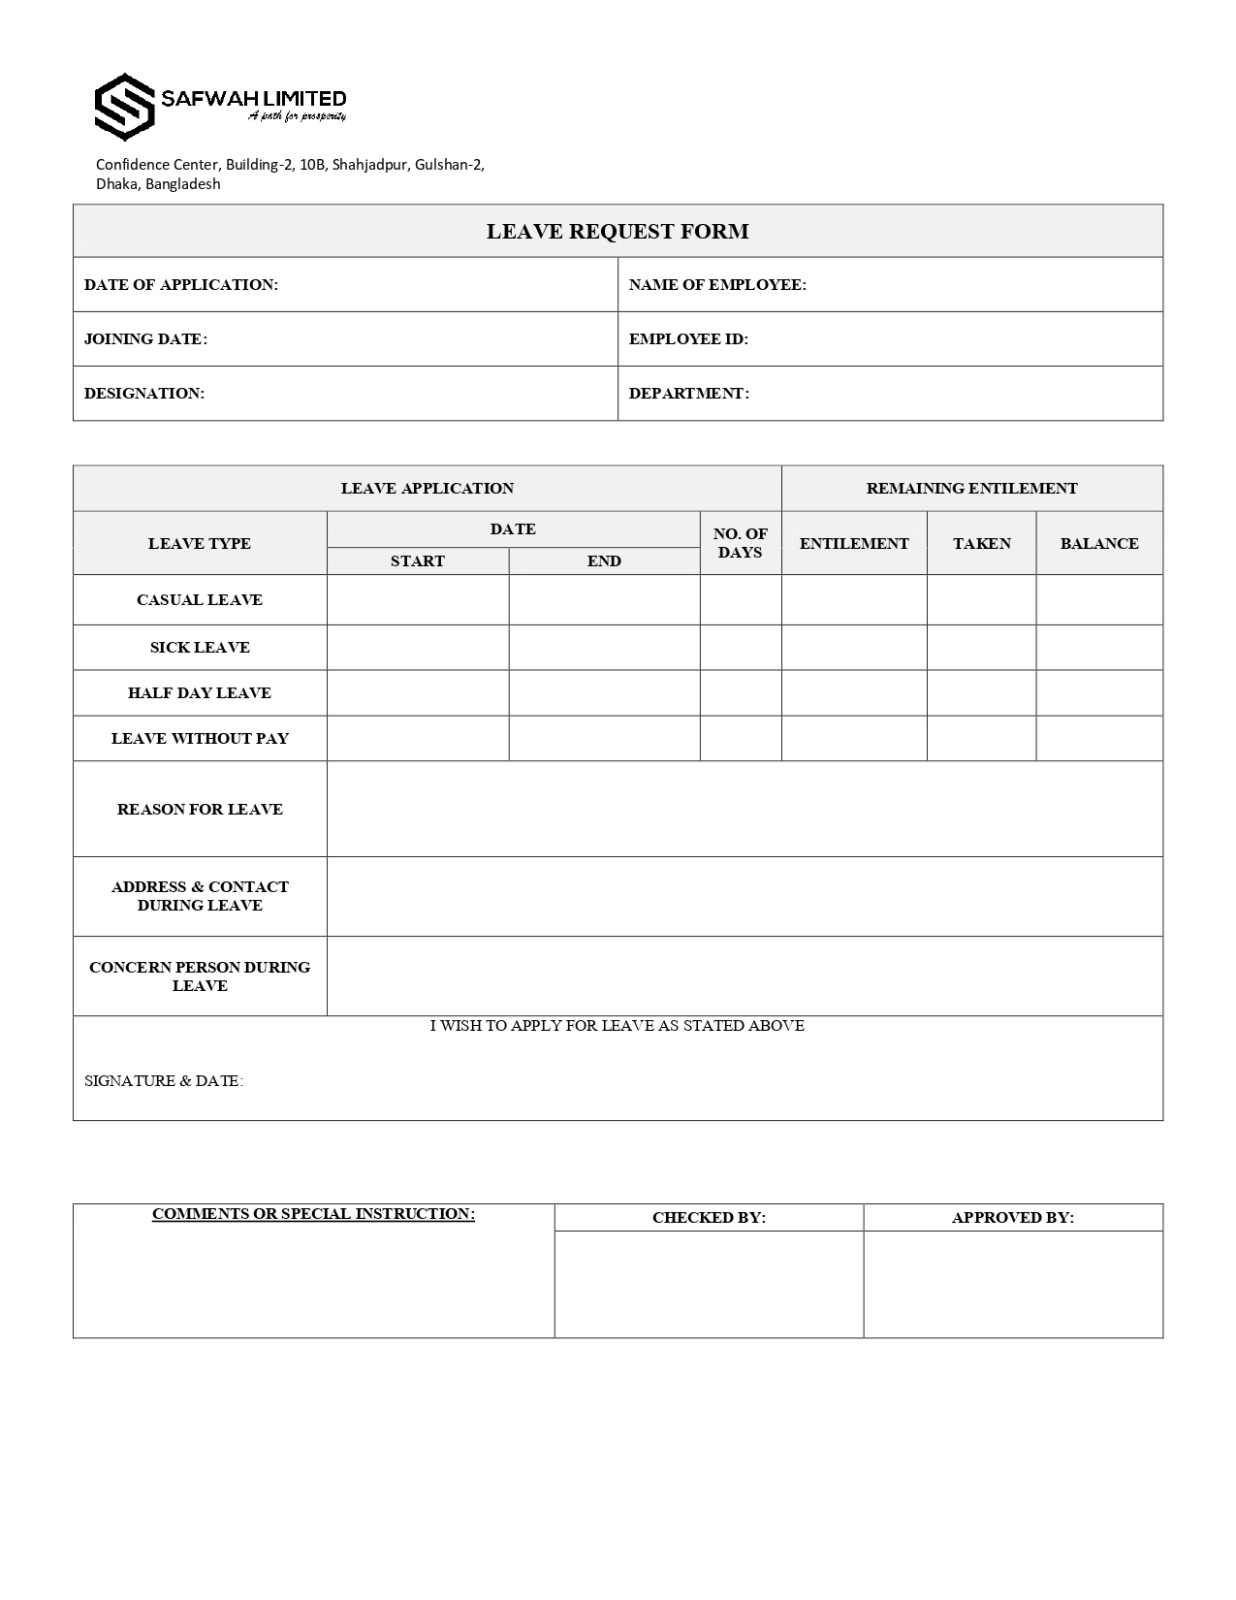 SAFWAH LIMITED
A path for prosperity
Confidence Center, Building-2, 10B, Shahjadpur, Gulshan-2,
Dhaka, Bangladesh
LEAVE REQUEST FORM
DATE OF APPLICATION:
NAME OF EMPLOYEE:
JOINING DATE:
EMPLOYEE ID:
DESIGNATION:
DEPARTMENT:
LEAVE APPLICATION
REMAINING ENTILEMENT
LEAVE TYPE
DATE
START
END
NO. OF
DAYS
ENTILEMENT
TAKEN
BALANCE
CASUAL LEAVE
SICK LEAVE
HALF DAY LEAVE
LEAVE WITHOUT PAY
REASON FOR LEAVE
ADDRESS & CONTACT
DURING LEAVE
CONCERN PERSON DURING
LEAVE
I WISH TO APPLY FOR LEAVE AS STATED ABOVE
SIGNATURE & DATE:
COMMENTS OR SPECIAL INSTRUCTION:
CHECKED BY:
APPROVED BY: